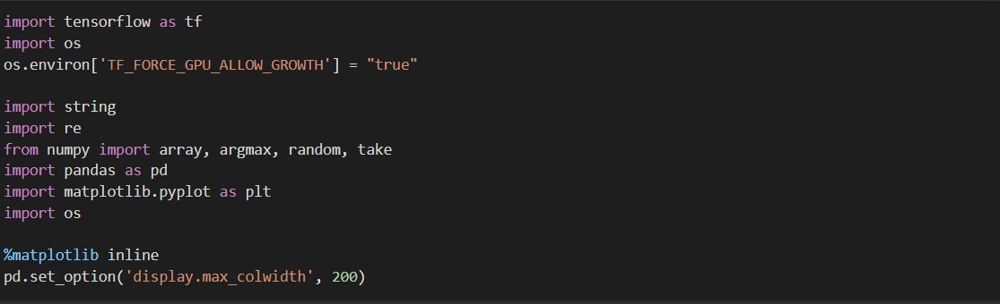 import tensorflow as tf
import os
os.environ['TF_FORCE_GPU_ALLOW_GROWTH'] = "true"
import string
import re
from numpy import array, argmax, random, take
import pandas as pd
import matplotlib.pyplot as plt
import os
%matplotlib inline
pd.set_option('display.max_colwidth', 200)